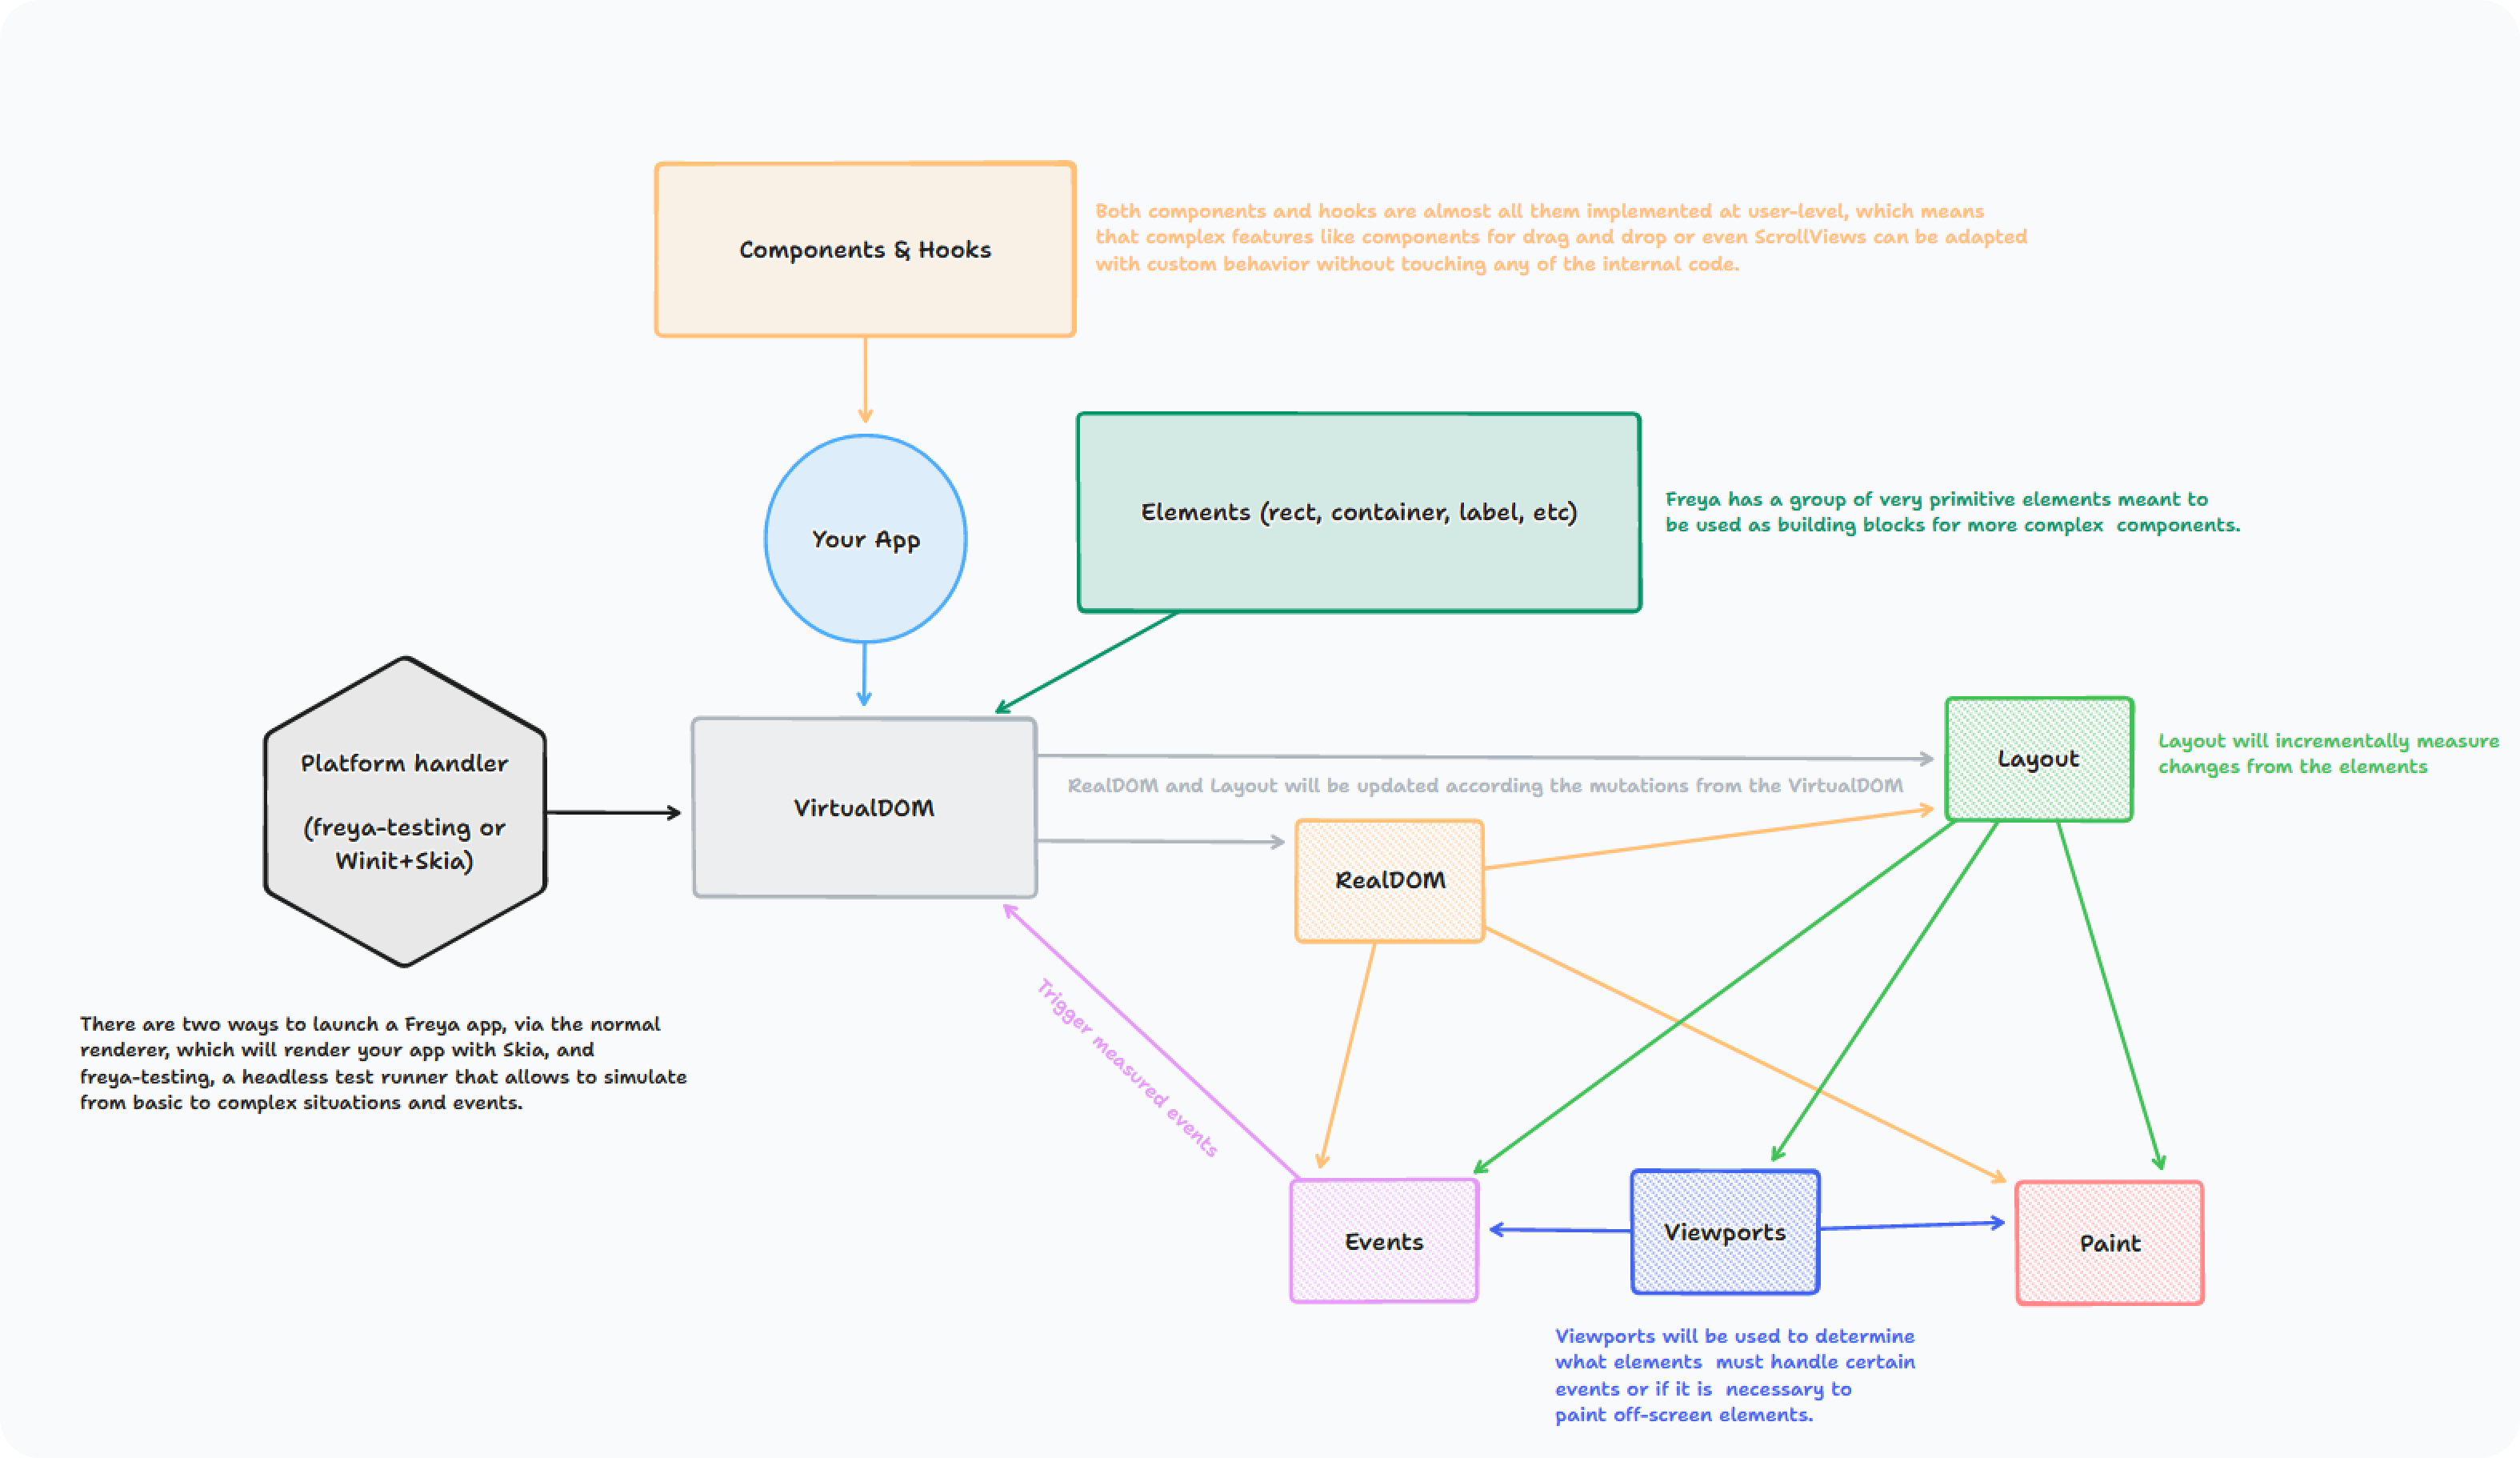 Components & Hooks
Both components and hooks are almost all them implemented at user-level, which means
that complex features like components for drag and drop or even ScrollViews can be adapted
with custom behavior without touching any of the internal code.
Your App
Elements (rect, container, label, etc)
Freya has a group of very primitive elements meant to
be used as building blocks for more complex  components.
Platform handler
(freya-testing or
Winit+Skia)
There are two ways to launch a Freya app, via the normal
renderer, which will render your app with Skia, and
freya-testing, a headless test runner that allows to simulate
from basic to complex situations and events.
VirtualDOM
RealDOM and Layout will be updated according the mutations from the VirtualDOM
Layout
Layout will incrementally measure
changes from the elements
RealDOM
Trigger measured events
Events
Viewports
Paint
Viewports will be used to determine
what elements  must handle certain
events or if it is  necessary to
paint off-screen elements.